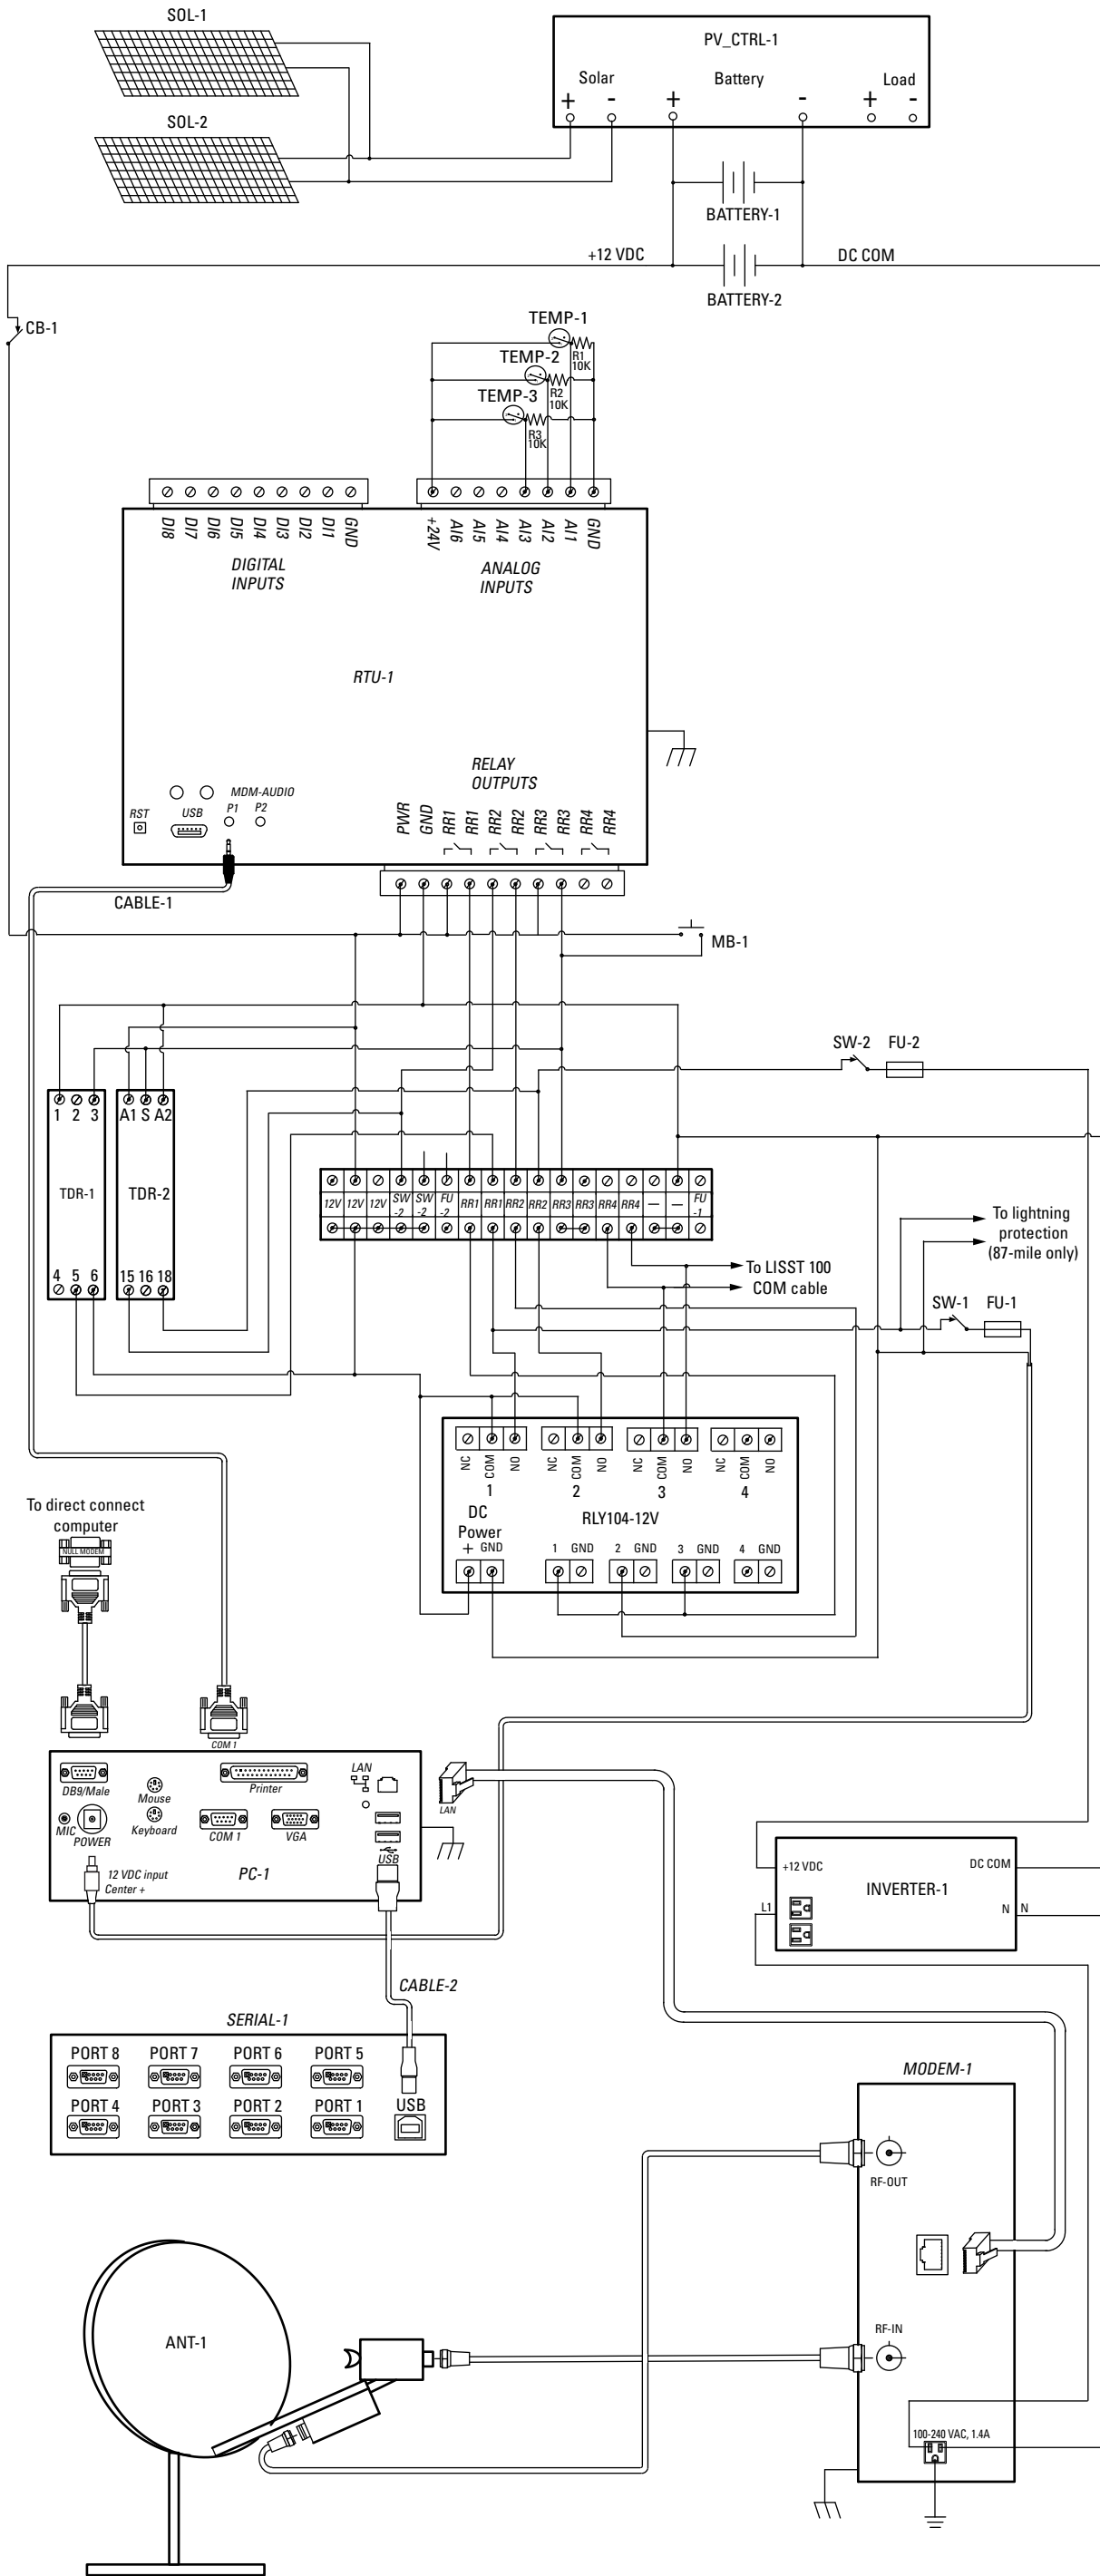 SOL-1
PV_CTRL-1
Solar Battery Load
+ - + - + -
SOL-2
BATTERY-1
+12 VDC DC COM
BATTERY-2
CB-1
TEMP-1
R1
10K
TEMP-2
R2
10K
TEMP-3
R3
10K
DI8 DI7 DI6 DI5 DI4 DI3 DI2 DI1 GND
+24V AI6 AI5 AI4 AI3 AI2 AI1 GND
DIGITAL
INPUTS
ANALOG
INPUTS
RTU-1
RELAY
OUTPUTS
MDM-AUDIO
RST USB P1 P2
PWR GND RR1 RR1 RR2 RR2 RR3 RR3 RR4 RR4
CABLE-1
MB-1
SW-2 FU-2
1 2 3
A1 S A2
TDR-1
TDR-2
4 5 6
15 16 18
12V 12V 12V SW-2 SW-2 FU-2 RR1 RR1 RR2 RR2 RR3 RR3 RR4 RR4 — — FU-1
To lightning
protection
(87-mile only)
To LISST 100
COM cable
SW-1 FU-1
NC COM NO NC COM NO NC COM NO NC COM NO
1 2 3 4
DC
Power
RLY104-12V
+ GND 1 GND 2 GND 3 GND 4 GND
To direct connect
computer
NULL MODEM
COM 1
DB9/Male
Mouse
Printer
LAN
LAN
MIC
POWER
Keyboard
COM 1
VGA
USB
12 VDC input
Center +
PC-1
+12 VDC DC COM
INVERTER-1
L1 N N
CABLE-2
SERIAL-1
PORT 8 PORT 7 PORT 6 PORT 5
PORT 4 PORT 3 PORT 2 PORT 1 USB
MODEM-1
RF-OUT
RF-IN
ANT-1
100-240 VAC, 1.4A